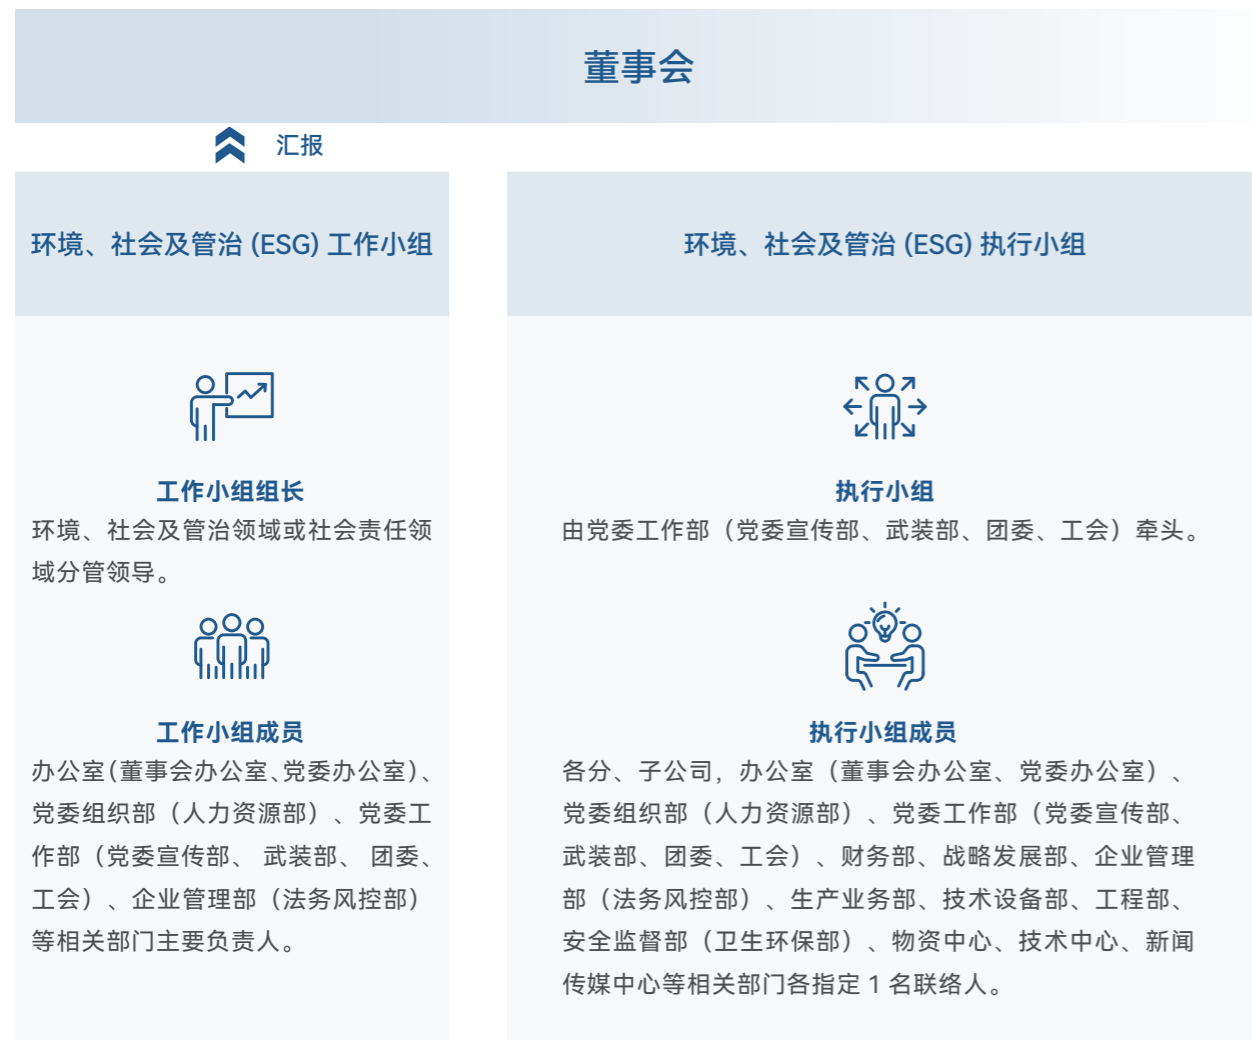 董事会
汇报
环境、社会及管治 (ESG) 工作小组
工作小组组长
环境、社会及管治领域或社会责任领
域分管领导。
工作小组成员
办公室(董事会办公室、党委办公室)、
党委组织部（人力资源部）、党委工
作部（党委宣传部、 武装部、 团委、
工会）、企业管理部（法务风控部）
等相关部门主要负责人。
环境、社会及管治 (ESG) 执行小组
执行小组
由党委工作部（党委宣传部、武装部、团委、工会）牵头。
执行小组成员
各分、子公司，办公室（董事会办公室、党委办公室）、
党委组织部（人力资源部）、党委工作部（党委宣传部、
武装部、团委、工会）、财务部、战略发展部、企业管理
部（法务风控部）、生产业务部、技术设备部、工程部、
安全监督部（卫生环保部）、物资中心、技术中心、新闻
传媒中心等相关部门各指定 1 名联络人。